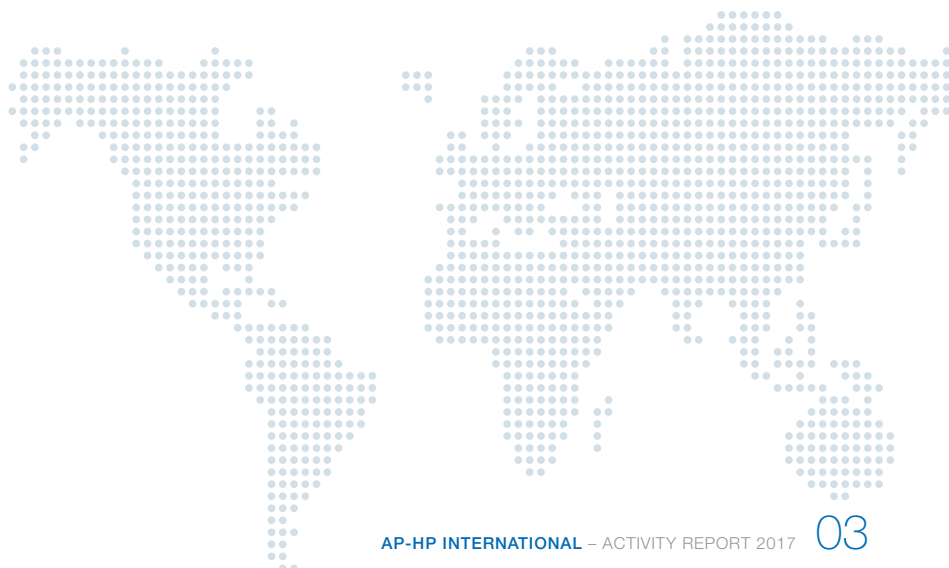 AP-HP INTERNATIONAL – ACTIVITY REPORT 2017 03